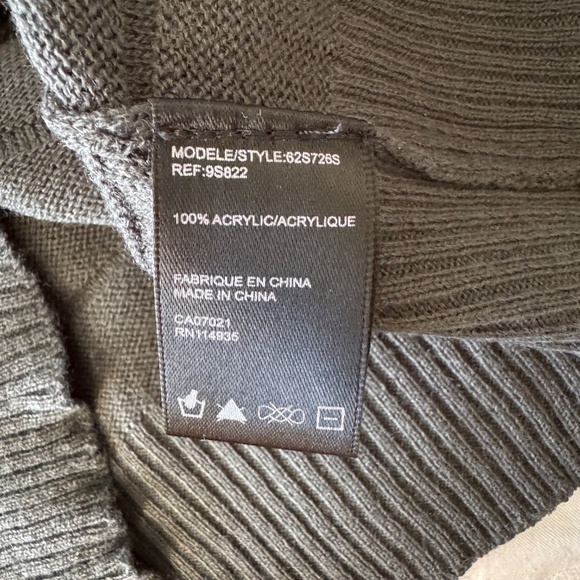 MODELE/STYLE:62S726S
REF:9S822
100% ACRYLIC/ACRYLIQUE
FABRIQUE EN CHINA
MADE IN CHINA
CA07021
RN114935